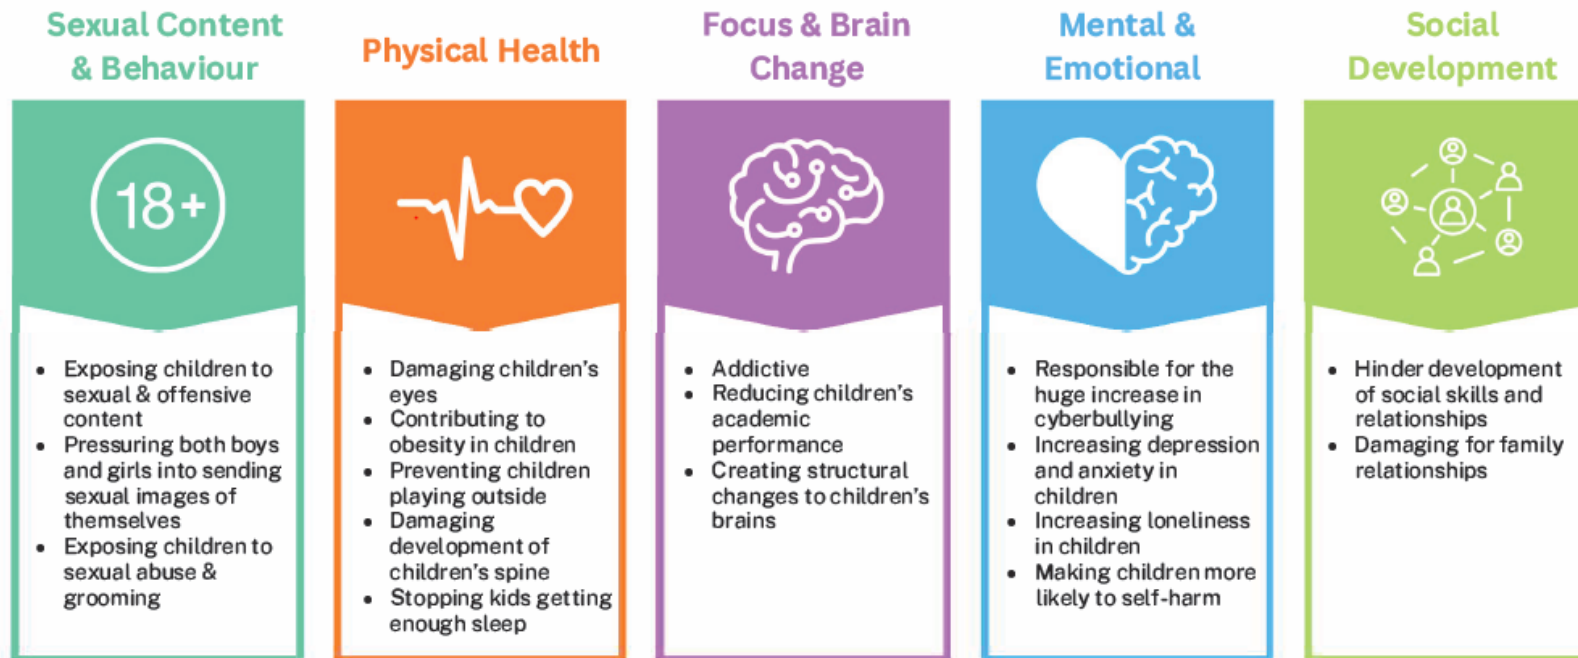 Sexual Content
& Behaviour
18+
• Exposing children to
sexual & offensive
content
• Pressuring both boys
and girls into sending
sexual images of
themselves
• Exposing children to
sexual abuse &
grooming
Physical Health
• Damaging children's
eyes
• Contributing to
obesity in children
• Preventing children
playing outside
• Damaging
development of
children's spine
• Stopping kids getting
enough sleep
Focus & Brain
Change
• Addictive
• Reducing children's
academic
performance
• Creating structural
changes to children's
brains
Mental &
Emotional
• Responsible for the
huge increase in
cyberbullying
• Increasing depression
and anxiety in
children
• Increasing loneliness
in children
• Making children more
likely to self-harm
Social
Development
• Hinder development
of social skills and
relationships
• Damaging for family
relationships